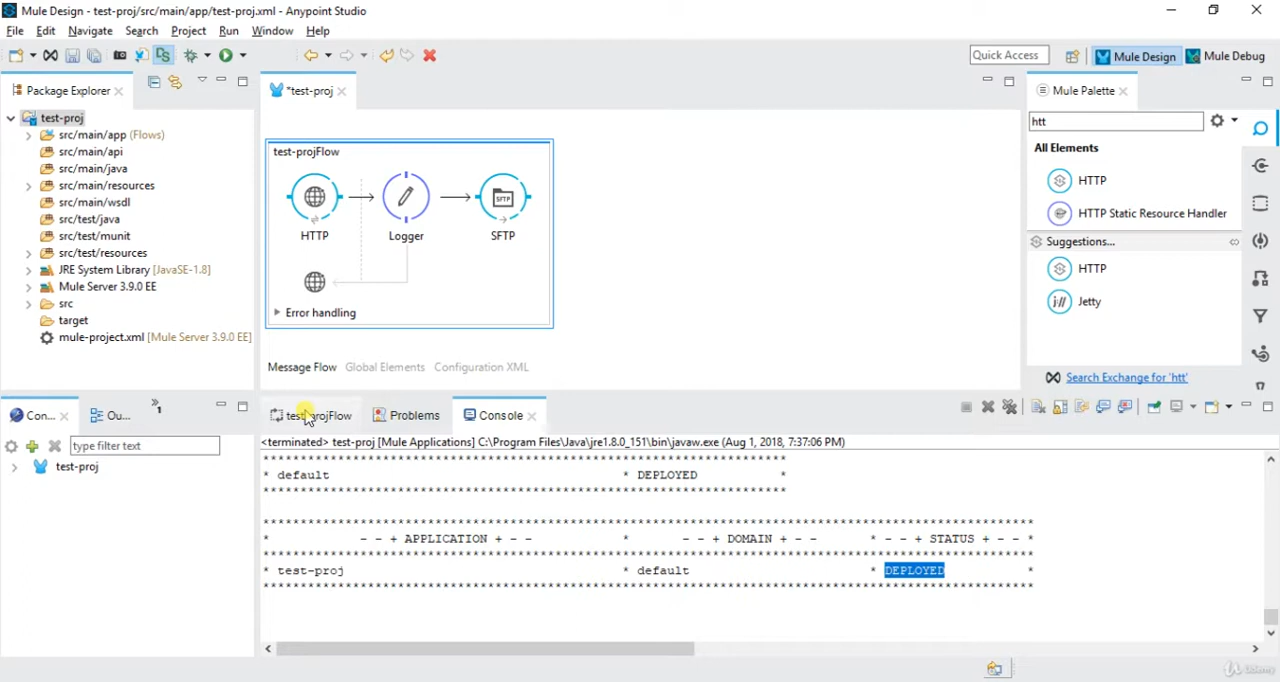 Mule Design - test-proj/src/main/app/test-proj.xml - Anypoint Studio
File Edit Navigate Search Project Run Window Help
DS
Quick Access
Mule Design
Mule Debug
Package Explorer
test-proj
src/main/app (Flows)
src/main/api
src/main/java
src/main/resources
src/main/wsdl
src/test/java
src/test/munit
src/test/resources
JRE System Library [JavaSE-1.8]
Mule Server 3.9.0 EE
src
target
mule-project.xml [Mule Server 3.9.0 EE]
*test-proj
test-projFlow
SFTP
HTTP
Logger
SFTP
Error handling
Message Flow Global Elements Configuration XML
Mule Palette
htt
All Elements
HTTP
HTTP Static Resource Handler
Suggestions...
HTTP
j//
Jetty
Search Exchange for 'htt'
Con...
Ou...
1
type filter text
test-proj
Problems
Console
<terminated> test-proj [Mule Applications] C:\Program Files\Java\jre1.8.0_151\bin\javaw.exe (Aug 1, 2018, 7:37:06 PM)
*******************************************************************************
* default * DEPLOYED *
*******************************************************************************
*******************************************************************************************************************
* - - + APPLICATION + - - * - - + DOMAIN + - - * - - + STATUS + - - *
*******************************************************************************************************************
* test-proj * default * DEPLOYED *
*******************************************************************************************************************
Udemy